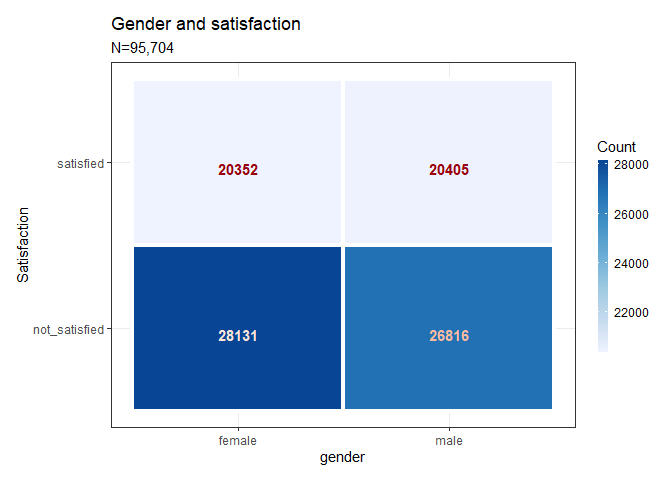 Gender and satisfaction
N=95,704
Satisfaction
satisfied
20352
20405
not_satisfied
28131
26816
female
male
gender
Count
28000
26000
24000
22000